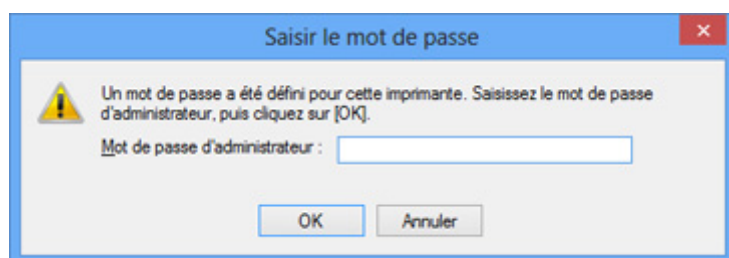 Saisir le mot de passe
Un mot de passe a été défini pour cette imprimante. Saisissez le mot de passe
d'administrateur, puis cliquez sur [OK].
Mot de passe d'administrateur :
OK
Annuler